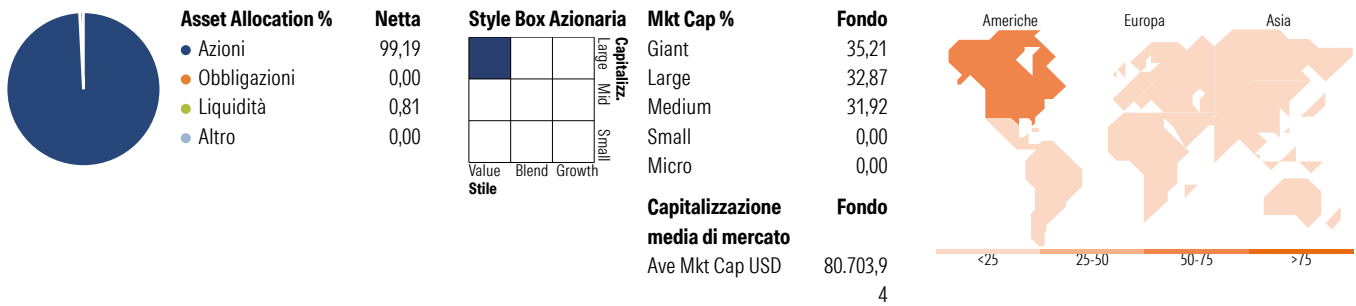 Asset Allocation % Netta
Azioni 99,19
Obbligazioni 0,00
Liquidità 0,81
Altro 0,00
Style Box Azionaria
Large Mid Small
Capitalizz.
Value Blend Growth
Stile
Mkt Cap % Fondo
Giant 35,21
Large 32,87
Medium 31,92
Small 0,00
Micro 0,00
Capitalizzazione Fondo
media di mercato
Ave Mkt Cap USD 80.703,9
4
Americhe Europa Asia
<25 25-50 50-75 >75